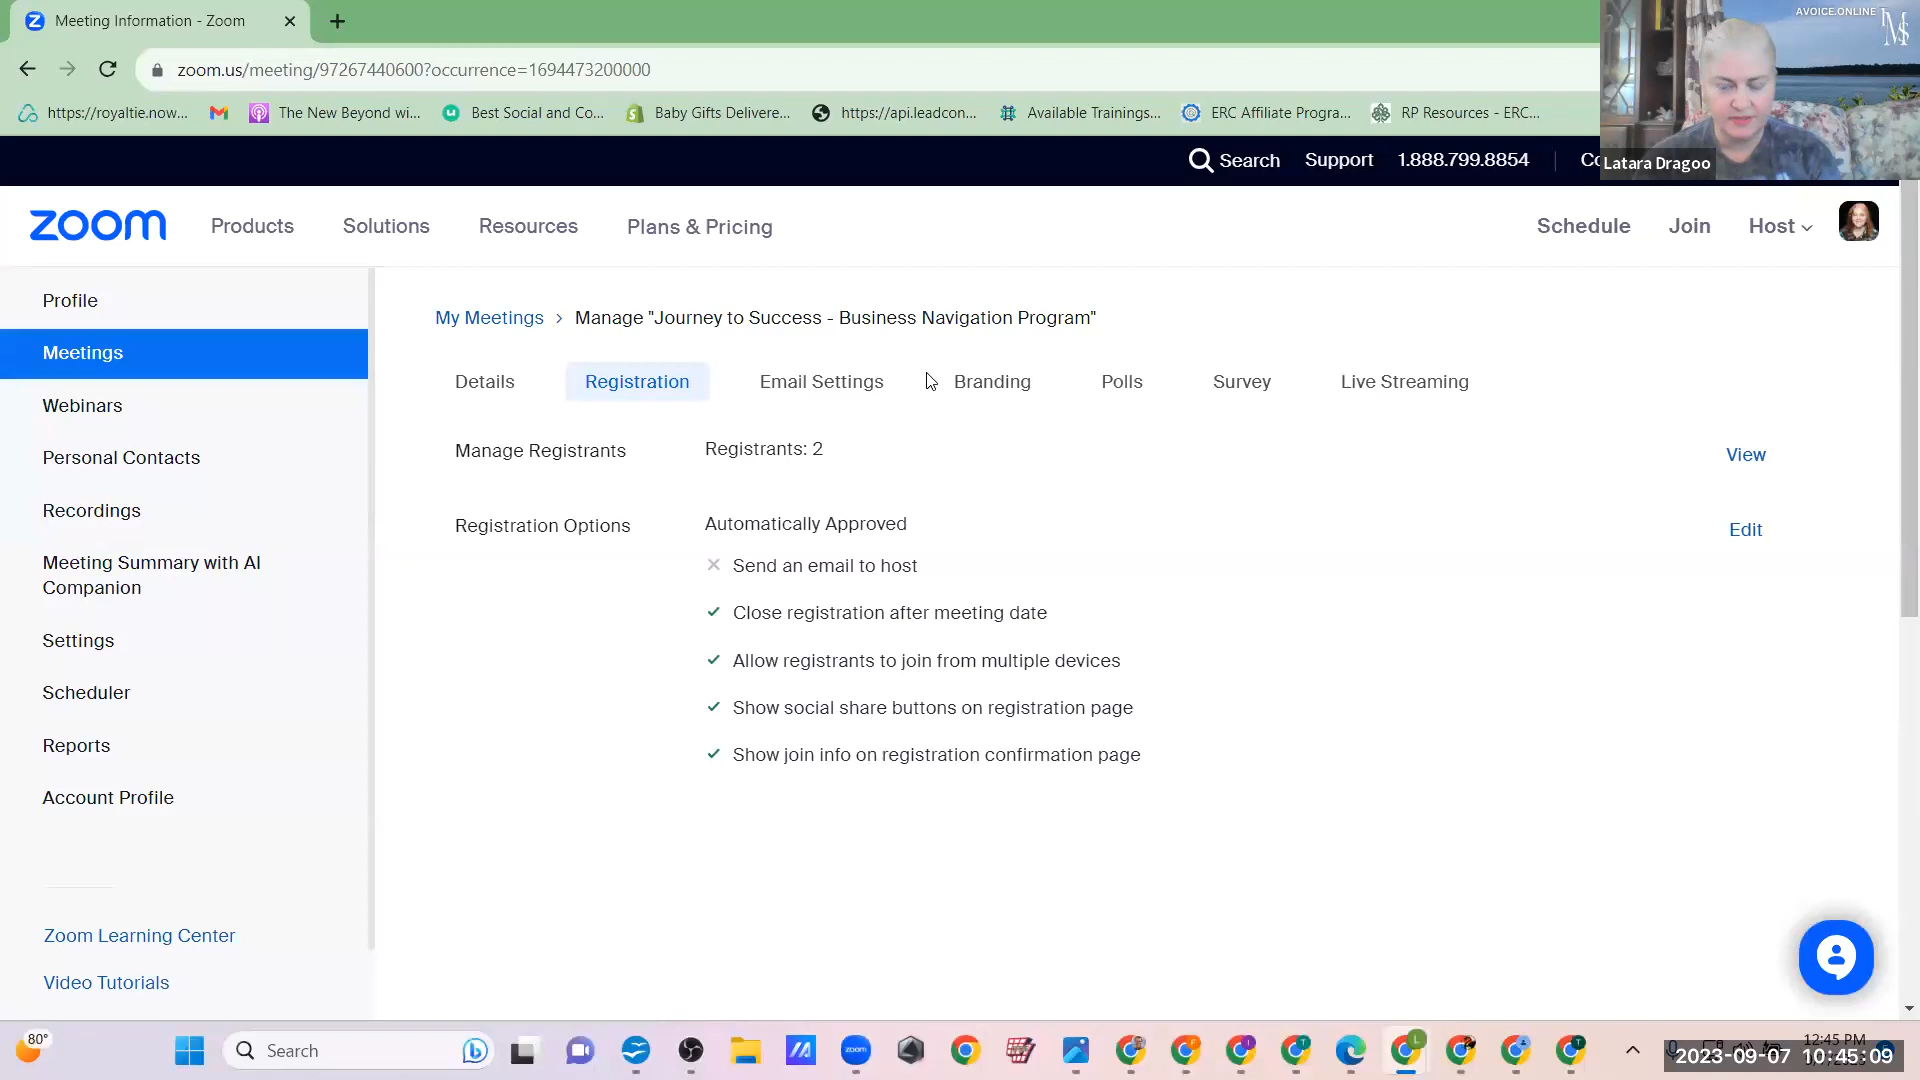 Meeting Information - Zoom
zoom.us/meeting/97267440600?occurrence=1694473200000
https://royaltie.now...
The New Beyond wi...
Best Social and Co...
Baby Gifts Delivere...
https://api.leadcon...
Available Trainings...
ERC Affiliate Progra...
RP Resources - ERC...
AVOICE.ONLINE
Latara Dragoo
Search
Support
1.888.799.8854
zoom
Products
Solutions
Resources
Plans & Pricing
Schedule
Join
Host
Profile
Meetings
Webinars
Personal Contacts
Recordings
Meeting Summary with AI
Companion
Settings
Scheduler
Reports
Account Profile
Zoom Learning Center
Video Tutorials
My Meetings > Manage "Journey to Success - Business Navigation Program"
Details
Registration
Email Settings
Branding
Polls
Survey
Live Streaming
Manage Registrants
Registrants: 2
View
Registration Options
Automatically Approved
Edit
Send an email to host
Close registration after meeting date
Allow registrants to join from multiple devices
Show social share buttons on registration page
Show join info on registration confirmation page
80°
Search
zoom
12:45 PM
2023-09-07 10:45:09